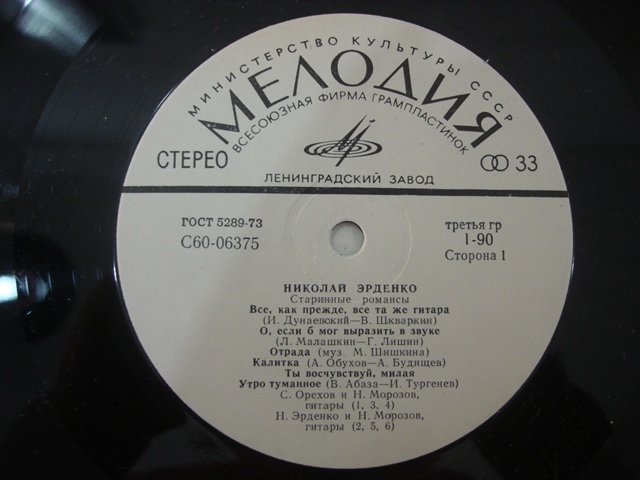 МИНИСТЕРСТВО КУЛЬТУРЫ СССР
МЕЛОДИЯ
ВСЕСОЮЗНАЯ ФИРМА ГРАМПЛАСТИНОК
СТЕРЕО
33
ЛЕНИНГРАДСКИЙ ЗАВОД
ГОСТ 5289-73
С60-06375
третья гр
1-90
Сторона 1
НИКОЛАЙ ЭРДЕНКО
Старинные романсы
Все, как прежде, все та же гитара
(И. Дунаевский—В. Шкваркин)
О, если б мог выразить в звуке
(Л. Малашкин—Г. Лишин)
Отрада (муз. М. Шишкина)
Калитка (А. Обухов—А. Будищев)
Ты восчувствуй, милая
Утро туманное (В. Абаза—И. Тургенев)
С. Орехов и Н. Морозов,
гитары (1, 3, 4)
Н. Эрденко и Н. Морозов,
гитары (2, 5, 6)